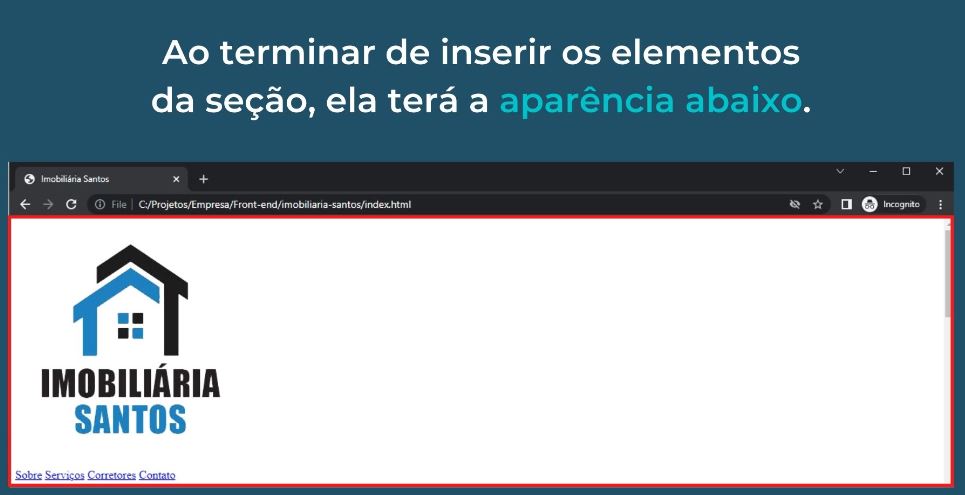 Ao terminar de inserir os elementos
da seção, ela terá a aparência abaixo.
Imobiliária Santos
File | C:/Projetos/Empresa/Front-end/imobiliaria-santos/index.html
Incognito
IMOBILIÁRIA
SANTOS
Sobre Serviços Corretores Contato